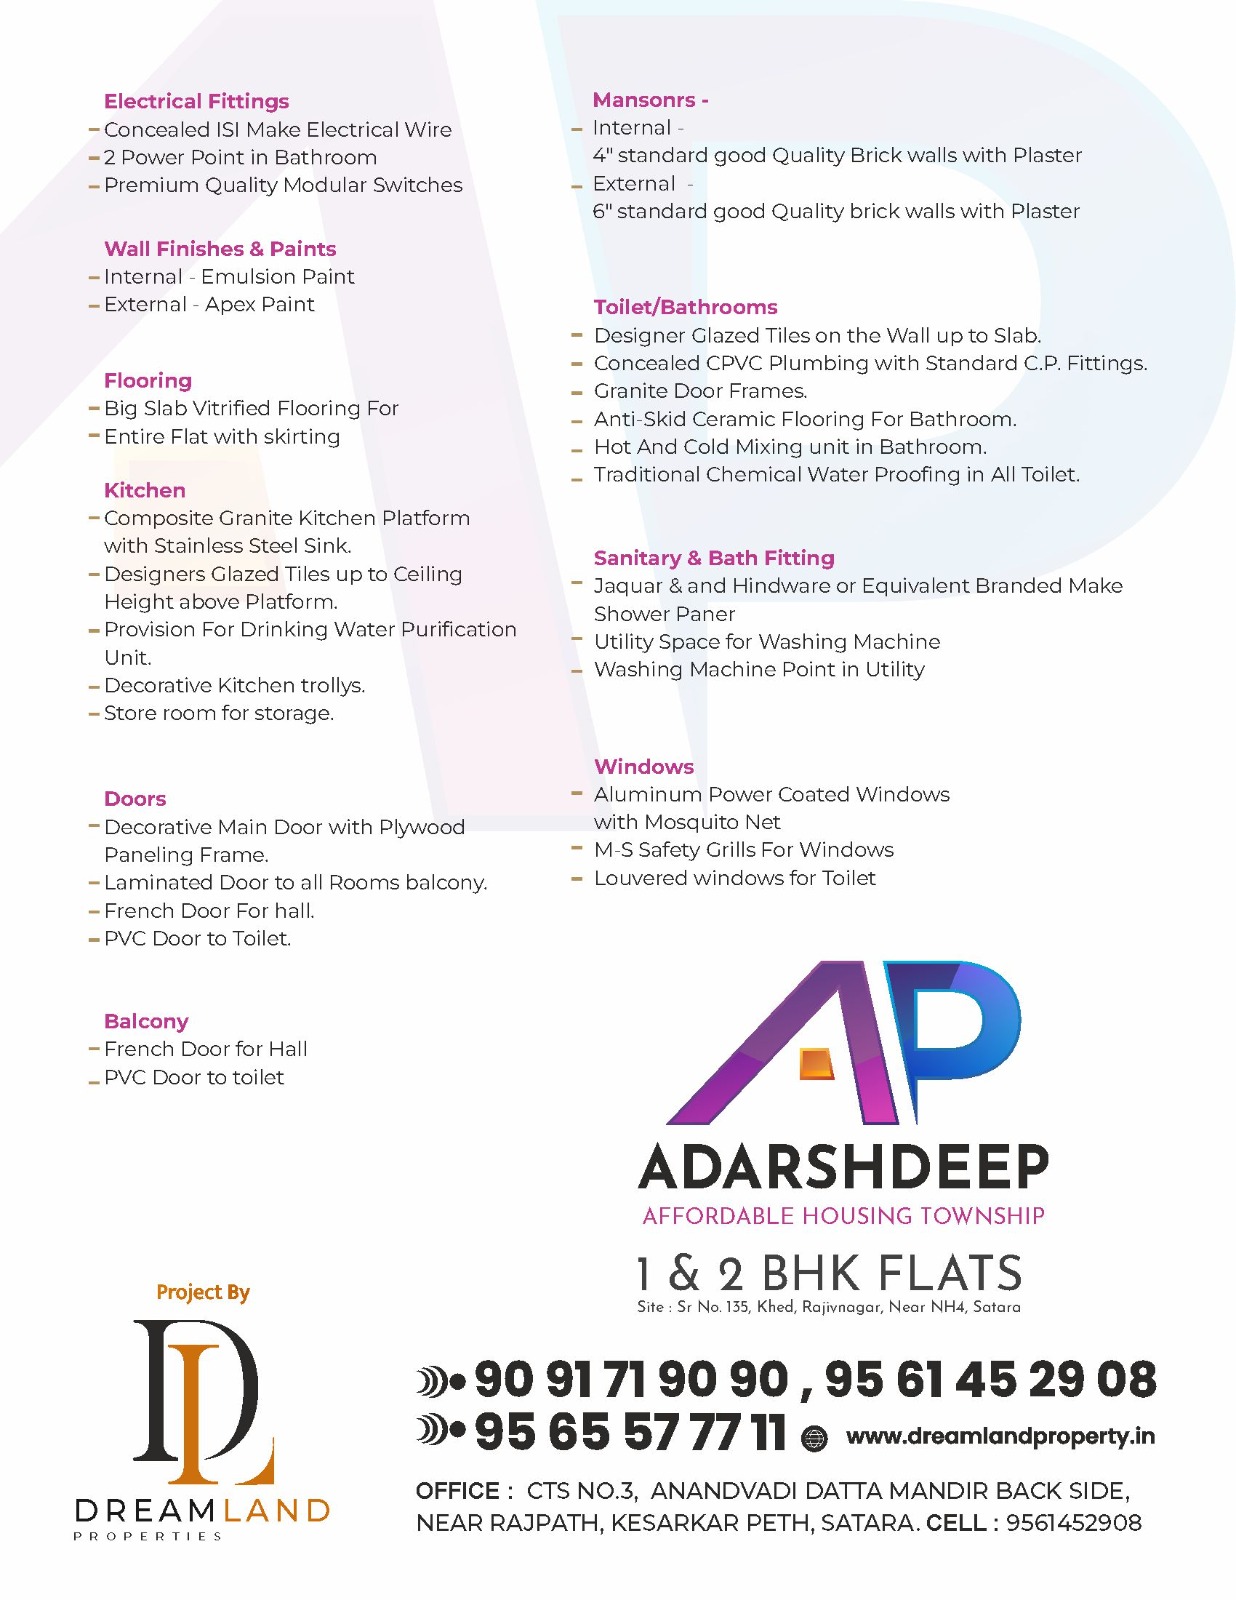 Electrical Fittings
- Concealed ISI Make Electrical Wire
- 2 Power Point in Bathroom
- Premium Quality Modular Switches
Wall Finishes & Paints
- Internal - Emulsion Paint
- External - Apex Paint
Flooring
- Big Slab Vitrified Flooring For
- Entire Flat with skirting
Kitchen
- Composite Granite Kitchen Platform
with Stainless Steel Sink.
- Designers Glazed Tiles up to Ceiling
Height above Platform.
- Provision For Drinking Water Purification
Unit.
- Decorative Kitchen trollys.
- Store room for storage.
Doors
- Decorative Main Door with Plywood
Paneling Frame.
- Laminated Door to all Rooms balcony.
- French Door For hall.
- PVC Door to Toilet.
Balcony
- French Door for Hall
- PVC Door to toilet
Mansonrs -
- Internal -
4" standard good Quality Brick walls with Plaster
- External -
6" standard good Quality brick walls with Plaster
Toilet/Bathrooms
- Designer Glazed Tiles on the Wall up to Slab.
- Concealed CPVC Plumbing with Standard C.P. Fittings.
- Granite Door Frames.
- Anti-Skid Ceramic Flooring For Bathroom.
- Hot And Cold Mixing unit in Bathroom.
- Traditional Chemical Water Proofing in All Toilet.
Sanitary & Bath Fitting
- Jaquar & and Hindware or Equivalent Branded Make
Shower Paner
- Utility Space for Washing Machine
- Washing Machine Point in Utility
Windows
- Aluminum Power Coated Windows
with Mosquito Net
- M-S Safety Grills For Windows
- Louvered windows for Toilet
AP
ADARSHDEEP
AFFORDABLE HOUSING TOWNSHIP
1 & 2 BHK FLATS
Site : Sr No. 135, Khed, Rajivnagar, Near NH4, Satara
Project By
DL
DREAMLAND
PROPERTIES
90 91 71 90 90 , 95 61 45 29 08
95 65 57 77 11 www.dreamlandproperty.in
OFFICE : CTS NO.3, ANANDVADI DATTA MANDIR BACK SIDE,
NEAR RAJPATH, KESARKAR PETH, SATARA. CELL : 9561452908